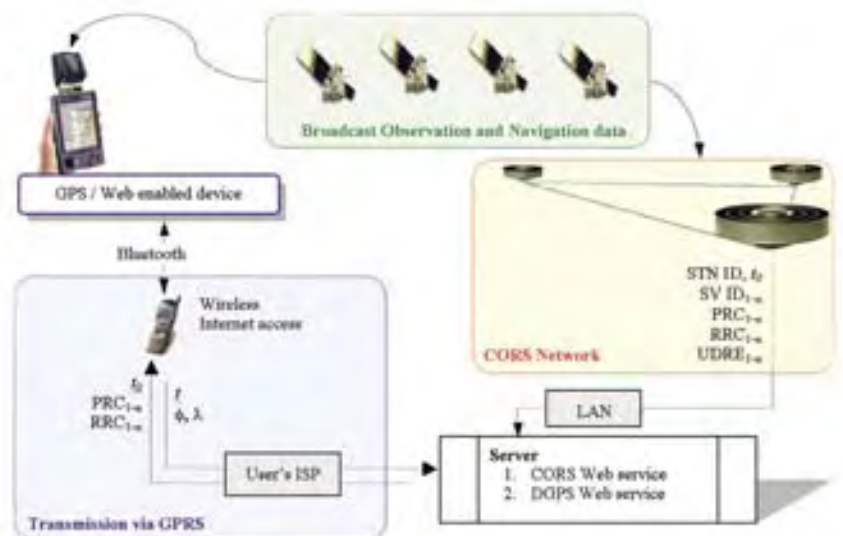 Broadcast Observation and Navigation data
GPS / Web enabled device
Bluetooth
Wireless
Internet access
STN ID, t₀
SV ID₁₋ₙ
PRC₁₋ₙ
RRC₁₋ₙ
UDRE₁₋ₙ
CORS Network
t₀
PRC₁₋ₙ
RRC₁₋ₙ
t
ϕ, λ
LAN
User's ISP
Server
1. CORS Web service
2. DGPS Web service
Transmission via GPRS